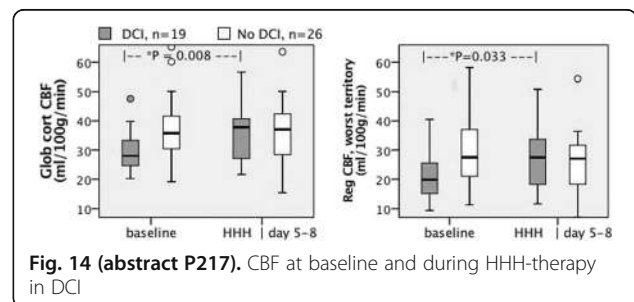 DCI, n=19 No DCI, n=26
|-- *P = 0.008 --|
Glob cort CBF
(ml/100g/min)
60
50
40
30
20
10
baseline HHH | day 5-8
|---*P=0.033----|
Reg CBF, worst territory
(ml/100g/min)
60
50
40
30
20
10
baseline HHH | day 5-8
Fig. 14 (abstract P217). CBF at baseline and during HHH-therapy
in DCI